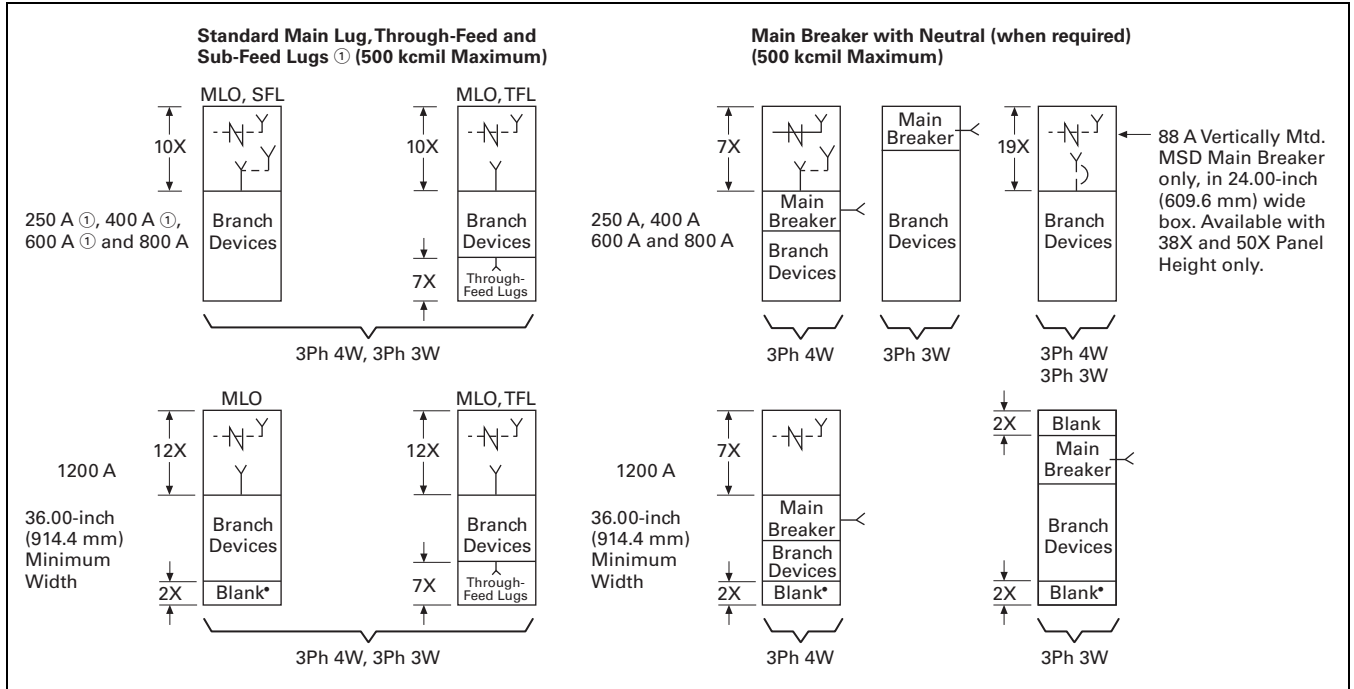 Standard Main Lug, Through-Feed and
Sub-Feed Lugs ① (500 kcmil Maximum)
MLO, SFL
10X
250 A ①, 400 A ①,
600 A ① and 800 A
Branch
Devices
MLO, TFL
10X
Branch
Devices
7X
Through-
Feed Lugs
3Ph 4W, 3Ph 3W
Main Breaker with Neutral (when required)
(500 kcmil Maximum)
7X
250 A, 400 A
600 A and 800 A
Main
Breaker
Branch
Devices
3Ph 4W
Main
Breaker
Branch
Devices
3Ph 3W
19X
Branch
Devices
3Ph 4W
3Ph 3W
88 A Vertically Mtd.
MSD Main Breaker
only, in 24.00-inch
(609.6 mm) wide
box. Available with
38X and 50X Panel
Height only.
MLO
12X
1200 A
36.00-inch
(914.4 mm)
Minimum
Width
Branch
Devices
2X
Blank•
MLO, TFL
12X
Branch
Devices
7X
Through-
Feed Lugs
3Ph 4W, 3Ph 3W
7X
1200 A
36.00-inch
(914.4 mm)
Minimum
Width
Main
Breaker
Branch
Devices
2X
Blank•
3Ph 4W
2X
Blank
Main
Breaker
Branch
Devices
2X
Blank•
3Ph 3W